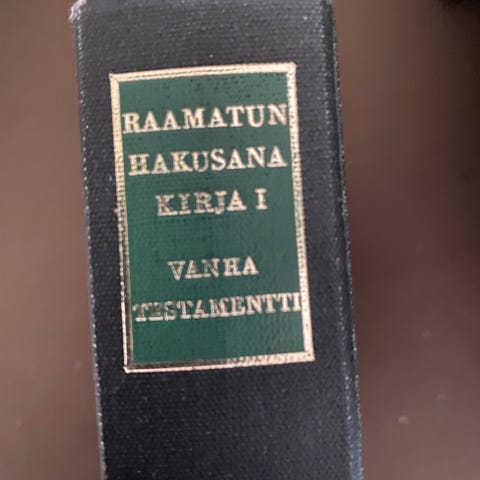 RAAMATUN
HAKUSANA
KIRJA I
VANHA
TESTAMENTTI